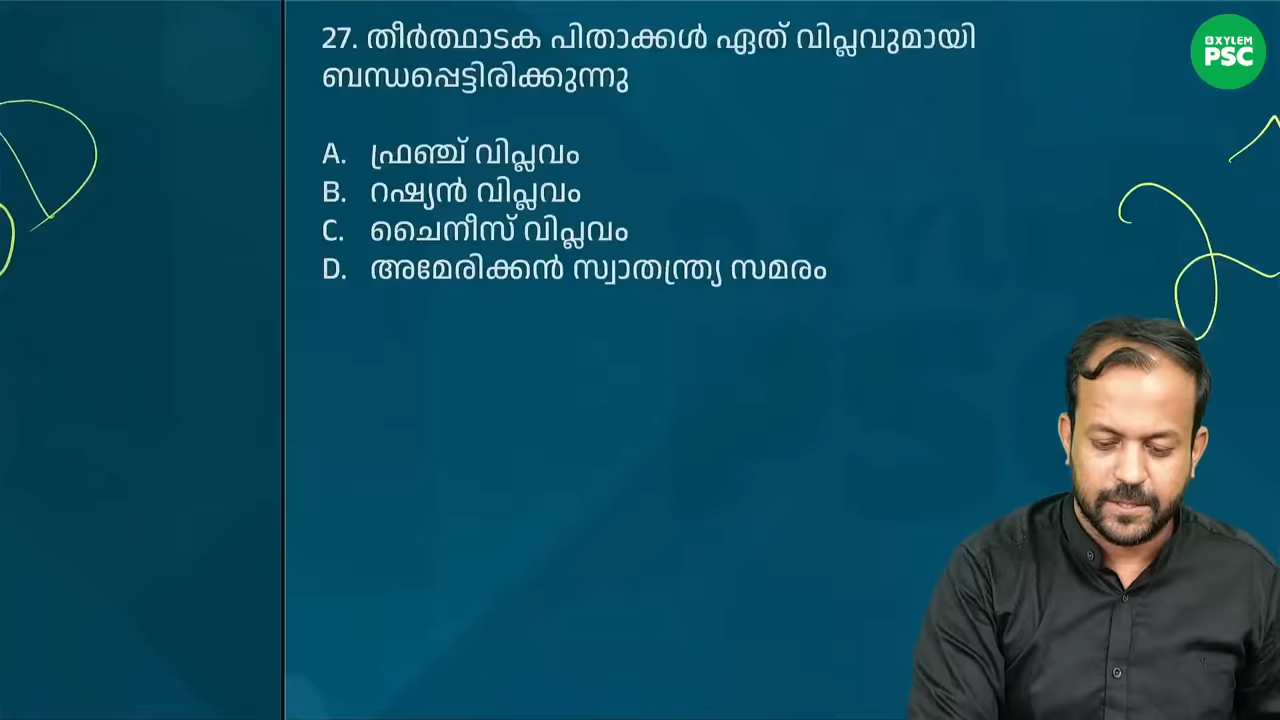 27. തീർത്ഥാടക പിതാക്കൾ ഏത് വിപ്ലവുമായി
ബന്ധപ്പെട്ടിരിക്കുന്നു
A. ഫ്രഞ്ച് വിപ്ലവം
B. റഷ്യൻ വിപ്ലവം
C. ചൈനീസ് വിപ്ലവം
D. അമേരിക്കൻ സ്വാതന്ത്ര്യ സമരം
XYLEM
PSC